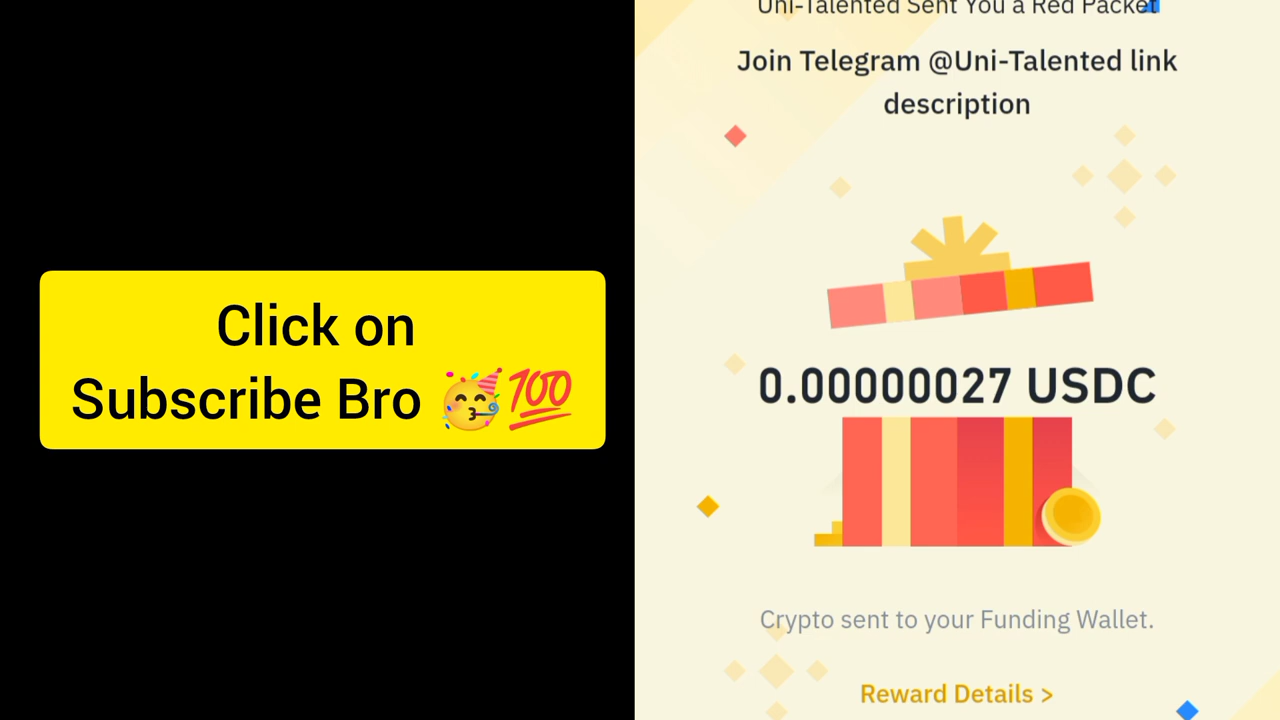 Click on
Subscribe Bro 🥳💯
Uni-Talented Sent You a Red Packet
Join Telegram @Uni-Talented link
description
0.00000027 USDC
Crypto sent to your Funding Wallet.
Reward Details >